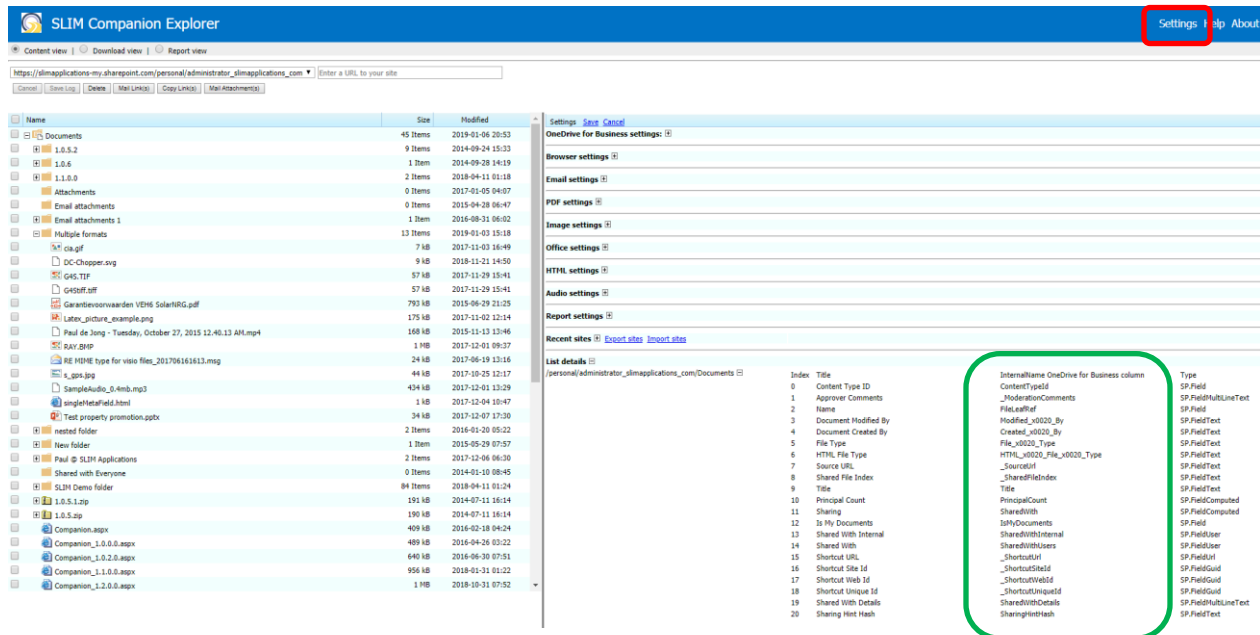 SLIM Companion Explorer
Settings Help About
Content view | Download view | Report view
https://slimapplications-my.sharepoint.com/personal/administrator_slimapplications_com Enter a URL to your site
Cancel Save Log Delete Mail Link(s) Copy Link(s) Mail Attachment(s)
Name Size Modified
Documents 45 Items 2019-01-06 20:53
1.0.5.2 9 Items 2014-09-24 15:33
1.0.6 1 Item 2014-09-28 14:19
1.1.0.0 2 Items 2018-04-11 01:18
Attachments 0 Items 2017-01-05 04:07
Email attachments 0 Items 2015-04-28 06:47
Email attachments 1 1 Item 2016-08-31 06:02
Multiple formats 13 Items 2019-01-03 15:18
cia.gif 7 kB 2017-11-03 16:49
DC-Chopper.svg 9 kB 2018-11-21 14:50
G4S.TIF 57 kB 2017-11-29 15:41
G4Stiff.tiff 57 kB 2017-11-29 15:41
Garantievoorwaarden VEH6 SolarNRG.pdf 793 kB 2015-06-29 21:25
Latex_picture_example.png 175 kB 2017-11-02 12:14
Paul de Jong - Tuesday, October 27, 2015 12.40.13 AM.mp4 168 kB 2015-11-13 13:46
RAY.BMP 1 MB 2017-12-01 09:37
RE MIME type for visio files_201706161613.msg 24 kB 2017-06-19 13:16
s_gps.jpg 44 kB 2017-10-25 12:17
SampleAudio_0.4mb.mp3 434 kB 2017-12-01 13:29
singleMetaField.html 1 kB 2017-12-04 10:47
Test property promotion.pptx 34 kB 2017-12-07 17:30
nested folder 2 Items 2016-01-20 05:22
New folder 1 Item 2015-05-29 07:57
Paul @ SLIM Applications 2 Items 2017-12-06 06:30
Shared with Everyone 0 Items 2014-01-10 08:45
SLIM Demo folder 84 Items 2018-04-11 01:24
1.0.5.1.zip 191 kB 2014-07-11 16:14
1.0.5.zip 190 kB 2014-07-11 16:14
Companion.aspx 409 kB 2016-02-18 04:24
Companion_1.0.0.0.aspx 489 kB 2016-04-26 03:22
Companion_1.0.2.0.aspx 640 kB 2016-06-30 07:51
Companion_1.1.0.0.aspx 956 kB 2018-01-31 01:22
Companion_1.2.0.0.aspx 1 MB 2018-10-31 07:52
Settings Save Cancel
OneDrive for Business settings:
Browser settings
Email settings
PDF settings
Image settings
Office settings
HTML settings
Audio settings
Report settings
Recent sites Export sites Import sites
List details
/personal/administrator_slimapplications_com/Documents
Index Title InternalName OneDrive for Business column Type
0 Content Type ID ContentTypeId SP.Field
1 Approver Comments _ModerationComments SP.FieldMultiLineText
2 Name FileLeafRef SP.Field
3 Document Modified By Modified_x0020_By SP.FieldText
4 Document Created By Created_x0020_By SP.FieldText
5 File Type File_x0020_Type SP.FieldText
6 HTML File Type HTML_x0020_File_x0020_Type SP.FieldText
7 Source URL _SourceUrl SP.FieldText
8 Shared File Index _SharedFileIndex SP.FieldText
9 Title Title SP.FieldText
10 Principal Count PrincipalCount SP.FieldComputed
11 Sharing SharedWith SP.FieldComputed
12 Is My Documents IsMyDocuments SP.Field
13 Shared With Internal SharedWithInternal SP.FieldUser
14 Shared With SharedWithUsers SP.FieldUser
15 Shortcut URL _ShortcutUrl SP.FieldUrl
16 Shortcut Site Id _ShortcutSiteId SP.FieldGuid
17 Shortcut Web Id _ShortcutWebId SP.FieldGuid
18 Shortcut Unique Id _ShortcutUniqueId SP.FieldGuid
19 Shared With Details SharedWithDetails SP.FieldMultiLineText
20 Sharing Hint Hash SharingHintHash SP.FieldText